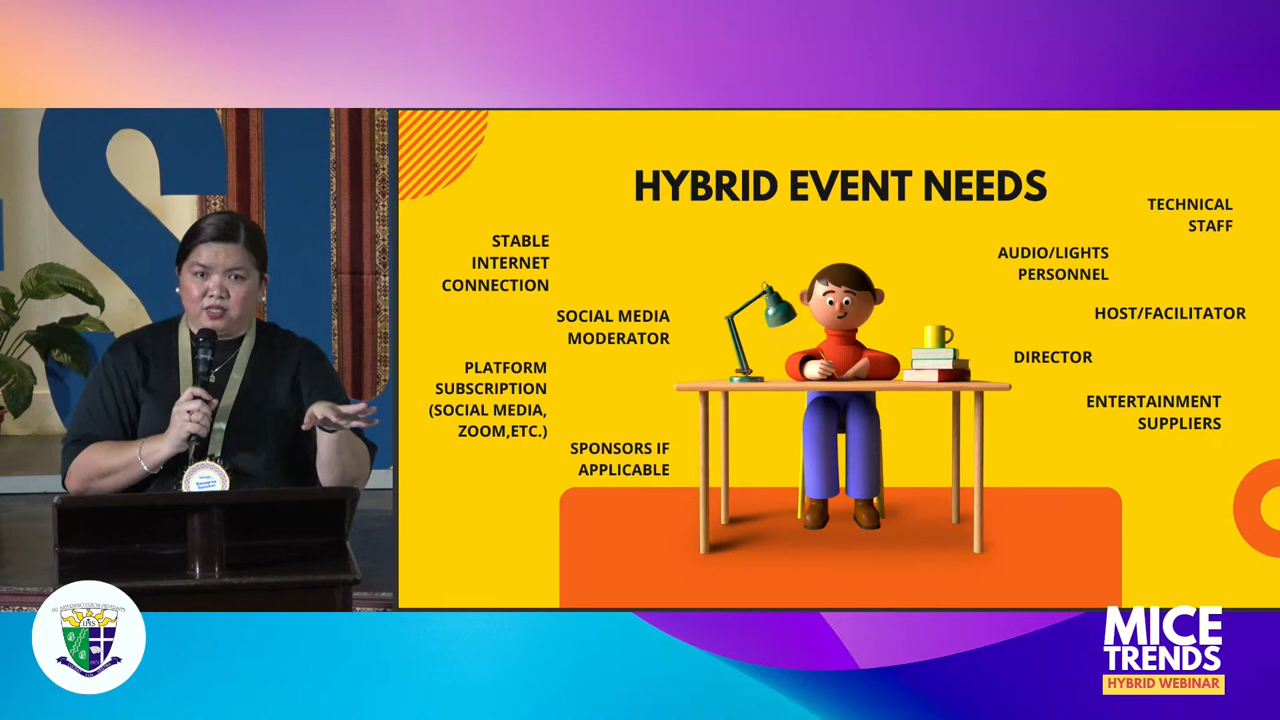 HYBRID EVENT NEEDS
STABLE
INTERNET
CONNECTION
SOCIAL MEDIA
MODERATOR
PLATFORM
SUBSCRIPTION
(SOCIAL MEDIA,
ZOOM,ETC.)
SPONSORS IF
APPLICABLE
TECHNICAL
STAFF
AUDIO/LIGHTS
PERSONNEL
HOST/FACILITATOR
DIRECTOR
ENTERTAINMENT
SUPPLIERS
IHS
MICE
TRENDS
HYBRID WEBINAR